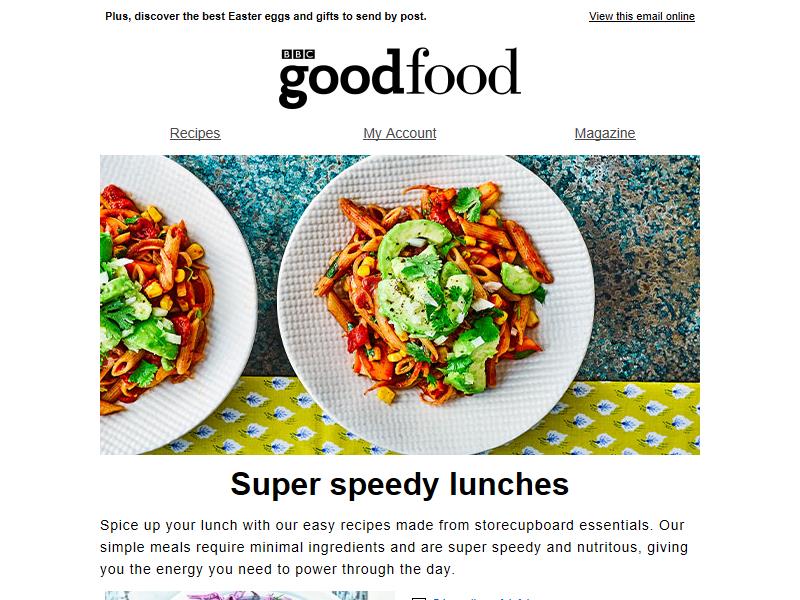 Plus, discover the best Easter eggs and gifts to send by post.
View this email online
BBC
goodfood
Recipes
My Account
Magazine
Super speedy lunches
Spice up your lunch with our easy recipes made from storecupboard essentials. Our
simple meals require minimal ingredients and are super speedy and nutritous, giving
you the energy you need to power through the day.